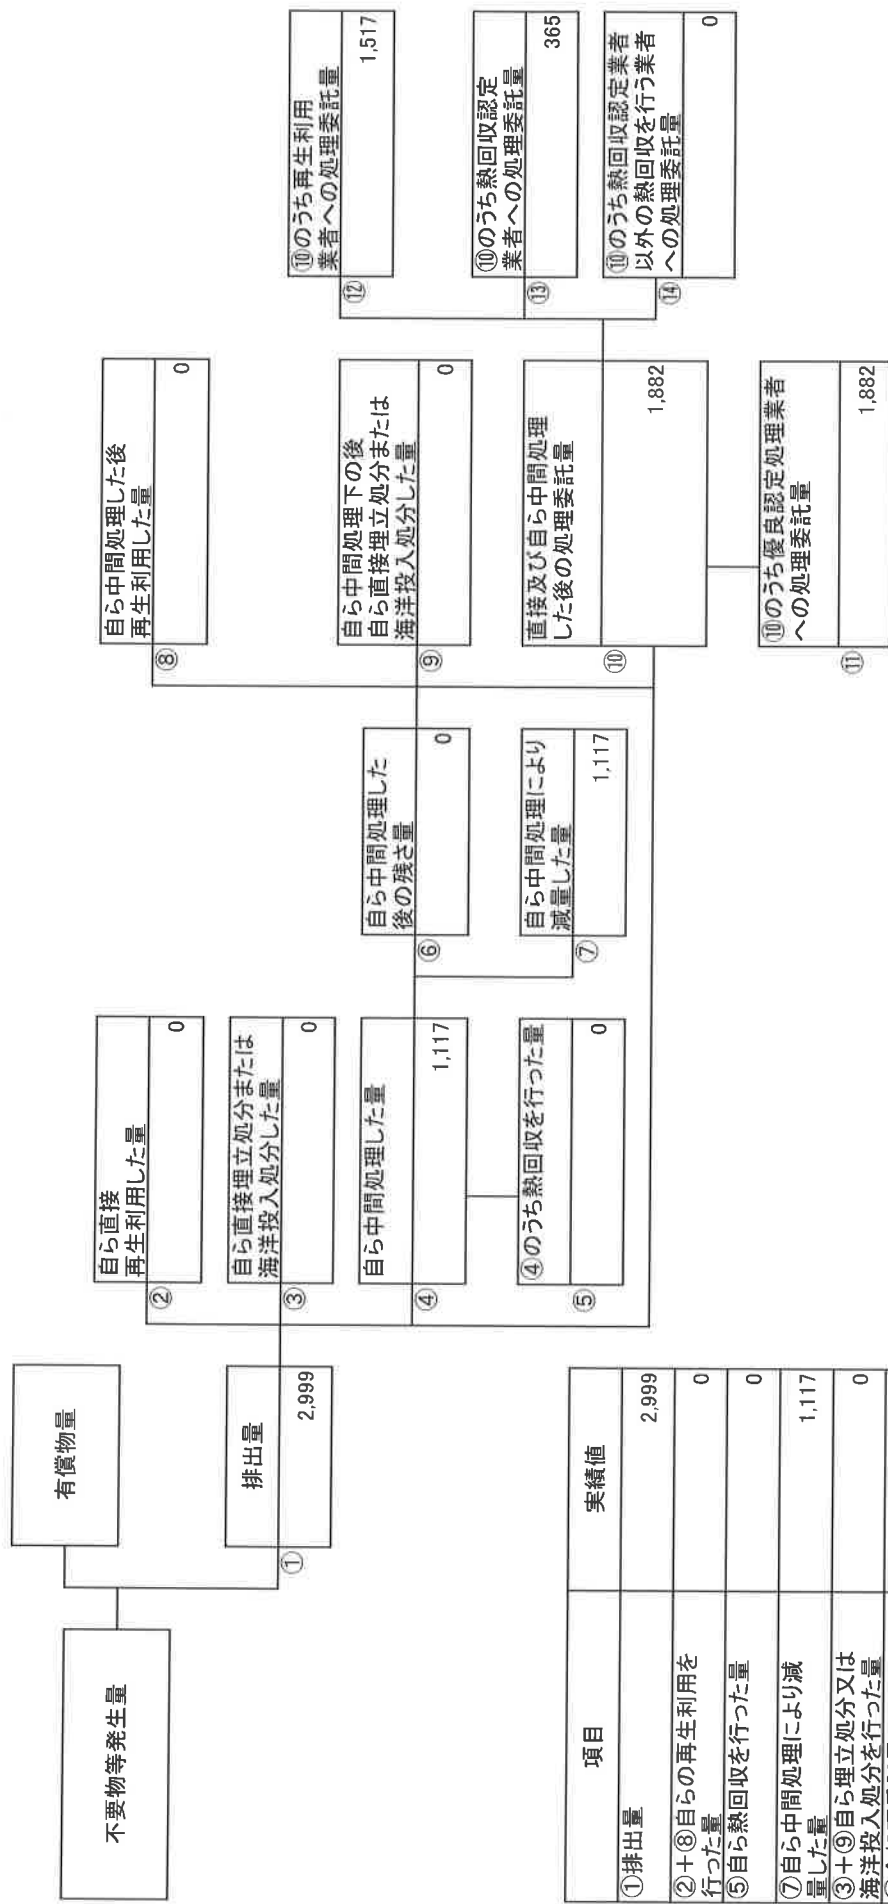 不要物等発生量
有償物量
排出量
①
2,999
自ら直接
再生利用した量
②
0
自ら直接埋立処分または
海洋投入処分した量
③
0
自ら中間処理した量
④
1,117
④のうち熱回収を行った量
⑤
0
自ら中間処理した
後の残さ量
⑥
0
自ら中間処理により
減量した量
⑦
1,117
自ら中間処理した後
再生利用した量
⑧
0
自ら中間処理下の後
自ら直接埋立処分または
海洋投入処分した量
⑨
0
直接及び自ら中間処理
した後の処理委託量
⑩
1,882
⑩のうち優良認定処理業者
への処理委託量
⑪
1,882
⑩のうち再生利用
業者への処理委託量
⑫
1,517
⑩のうち熱回収認定
業者への処理委託量
⑬
365
⑩のうち熱回収認定業者
以外の熱回収を行う業者
への処理委託量
⑭
0
項目 実績値
①排出量 2,999
②+⑧自らの再生利用を 0
行った量
⑤自ら熱回収を行った量 0
⑦自ら中間処理により減 1,117
量した量
③+⑨自ら埋立処分又は 0
海洋投入処分を行った量